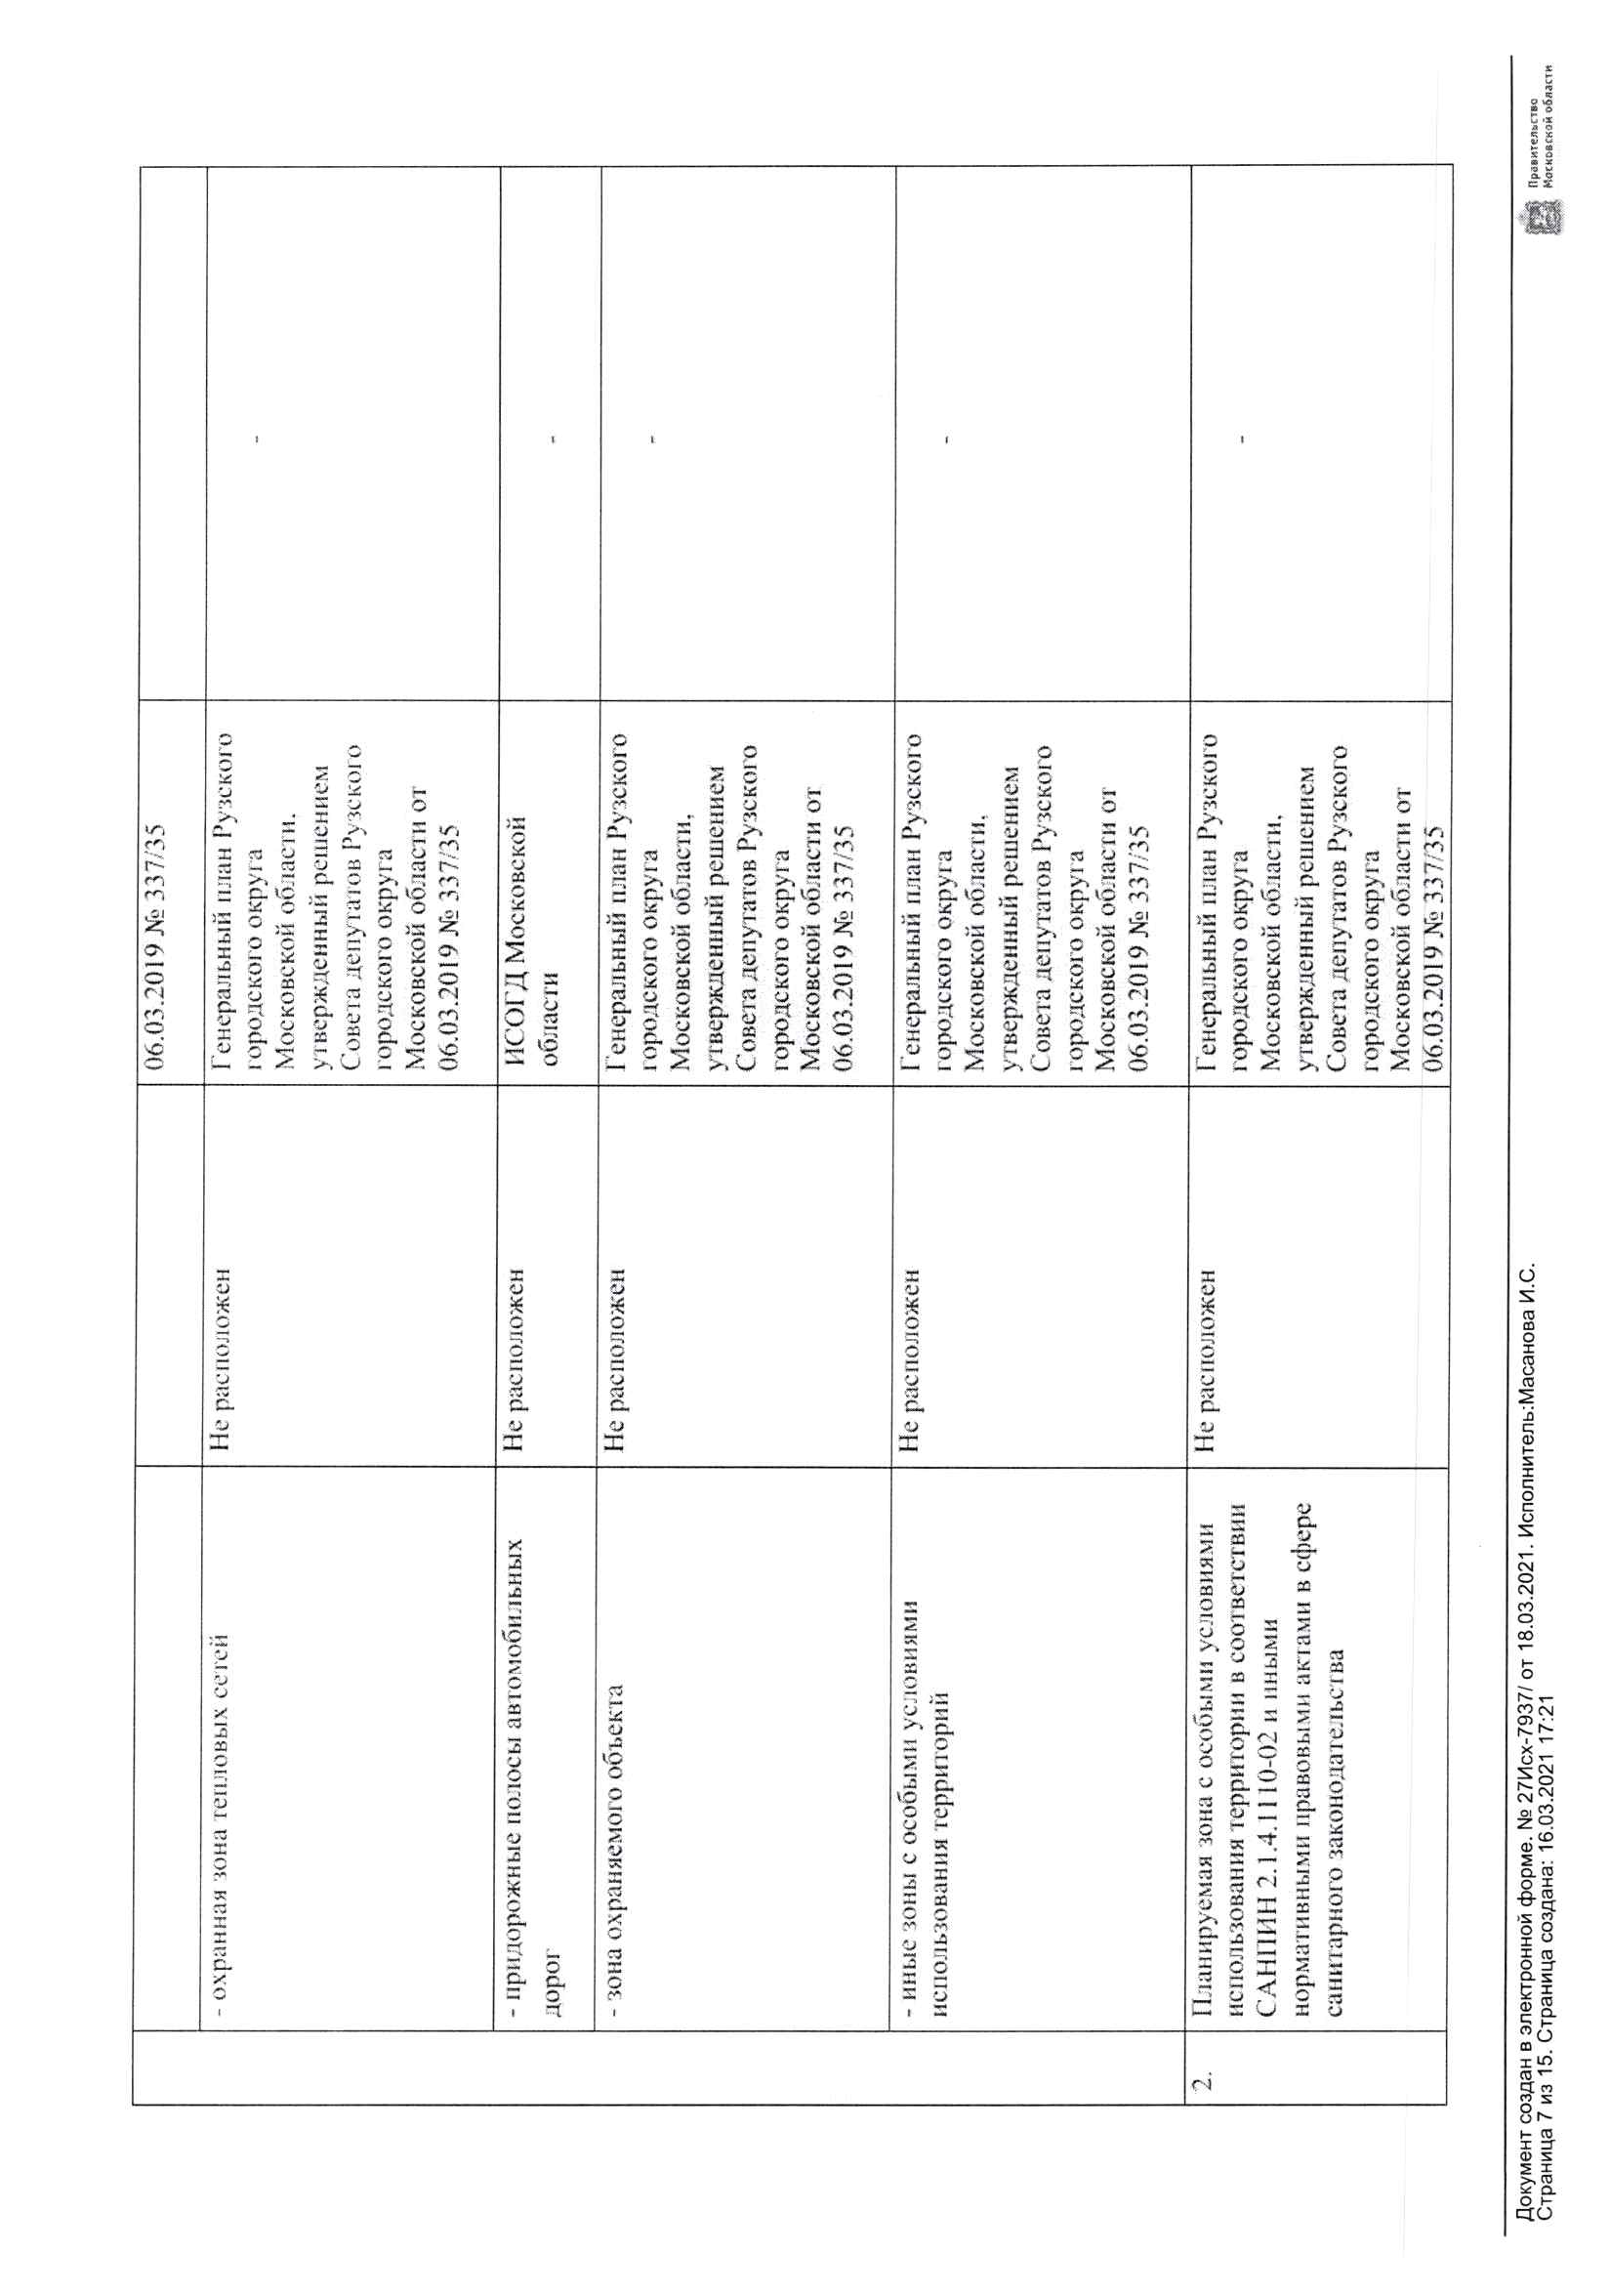 06.03.2019 № 337/35
- охранная зона тепловых сетей
Не расположен
Генеральный план Рузского
городского округа
Московской области,
утвержденный решением
Совета депутатов Рузского
городского округа
Московской области от
06.03.2019 № 337/35
-
- придорожные полосы автомобильных
дорог
Не расположен
ИСОГД Московской
области
-
- зона охраняемого объекта
Не расположен
Генеральный план Рузского
городского округа
Московской области,
утвержденный решением
Совета депутатов Рузского
городского округа
Московской области от
06.03.2019 № 337/35
-
- иные зоны с особыми условиями
использования территорий
Не расположен
Генеральный план Рузского
городского округа
Московской области,
утвержденный решением
Совета депутатов Рузского
городского округа
Московской области от
06.03.2019 № 337/35
-
2.
Планируемая зона с особыми условиями
использования территории в соответствии
САНПИН 2.1.4.1110-02 и иными
нормативными правовыми актами в сфере
санитарного законодательства
Не расположен
Генеральный план Рузского
городского округа
Московской области,
утвержденный решением
Совета депутатов Рузского
городского округа
Московской области от
06.03.2019 № 337/35
-
Документ создан в электронной форме. № 27Исх-7937/ от 18.03.2021. Исполнитель:Масанова И.С.
Страница 7 из 15. Страница создана: 16.03.2021 17:21
Правительство
Московской области